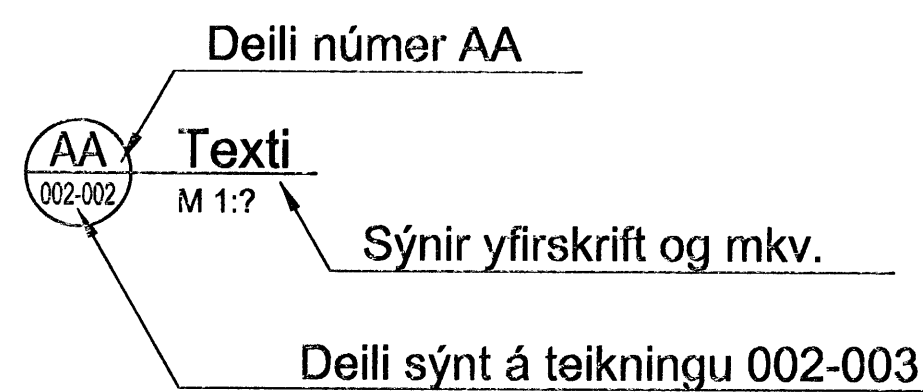 Deili númer AA
AA Texti
002-002 M 1:?
Sýnir yfirskrift og mkv.
Deili sýnt á teikningu 002-003